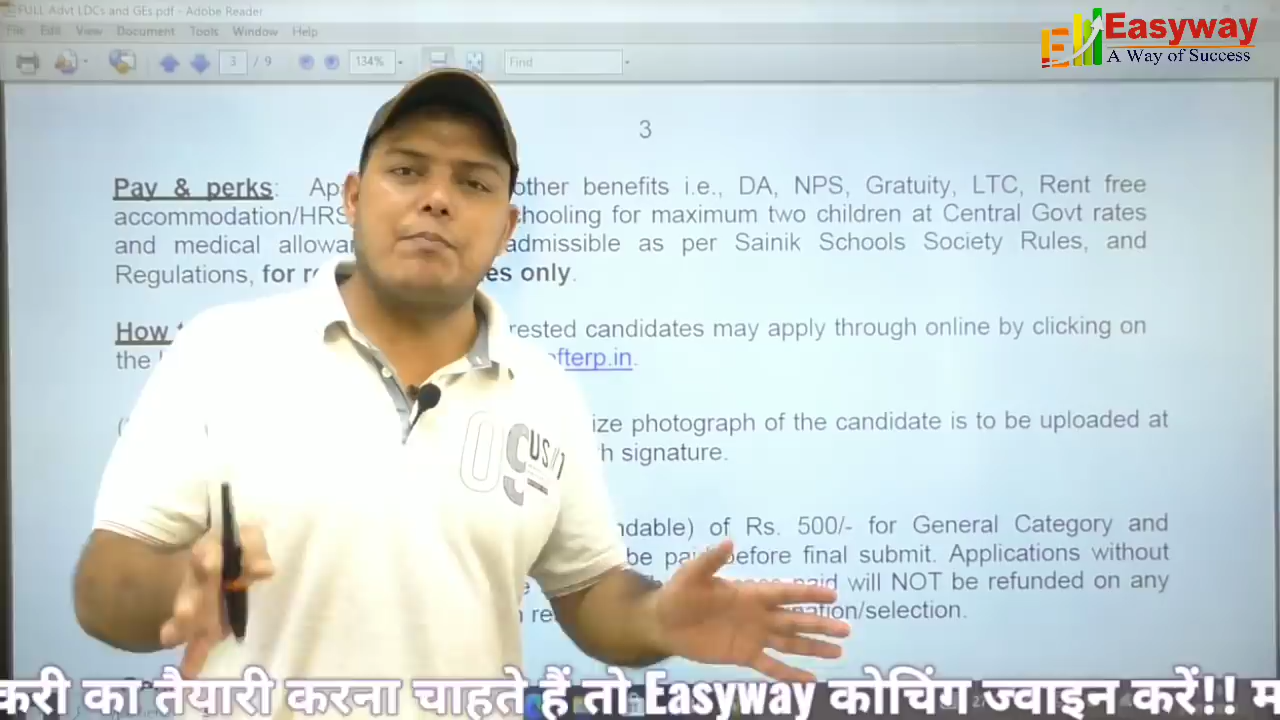 FULL Advt LDCs and GEs.pdf - Adobe Reader
File Edit View Document Tools Window Help
3 / 9 134% Find
Easyway
A Way of Success
3
Pay & perks: other benefits i.e., DA, NPS, Gratuity, LTC, Rent free
accommodation/HR chooling for maximum two children at Central Govt rates
and medical allowa admissible as per Sainik Schools Society Rules, and
Regulations, for r es only.
How rested candidates may apply through online by clicking on
the fterp.in.
ize photograph of the candidate is to be uploaded at
h signature.
ndable) of Rs. 500/- for General Category and
be paid before final submit. Applications without
paid will NOT be refunded on any
n re nation/selection.
करी का तैयारी करना चाहते हैं तो Easyway कोचिंग ज्वाइन करें!! म